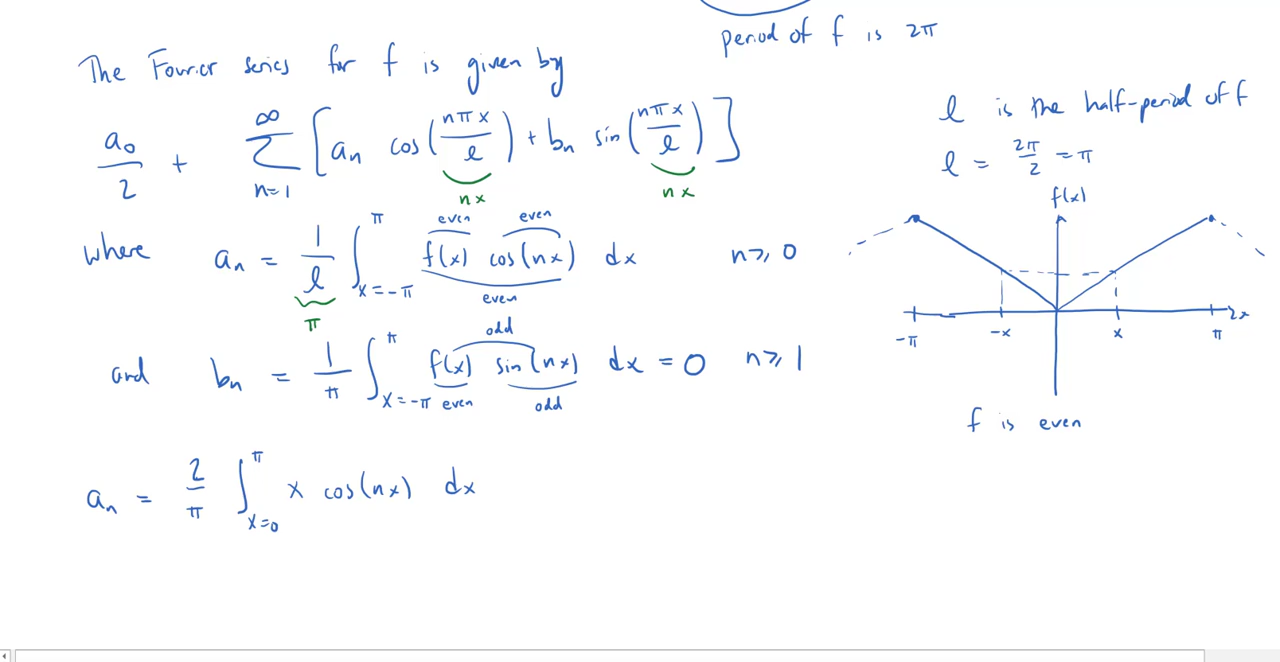 period of f is 2π
The Fourier series for f is given by
a₀/2 + ∞ Σ n=1 [ aₙ cos(nπx/l) + bₙ sin(nπx/l) ]
nx nx
l is the half-period of f
l = 2π/2 = π
where aₙ = 1/l ∫ π x=-π f(x) cos(nx) dx n≥0
even even
even
π
and bₙ = 1/π ∫ π x=-π f(x) sin(nx) dx = 0 n≥1
odd
even odd
aₙ = 2/π ∫ π x=0 x cos(nx) dx
f(x)
-π -x x π
f is even